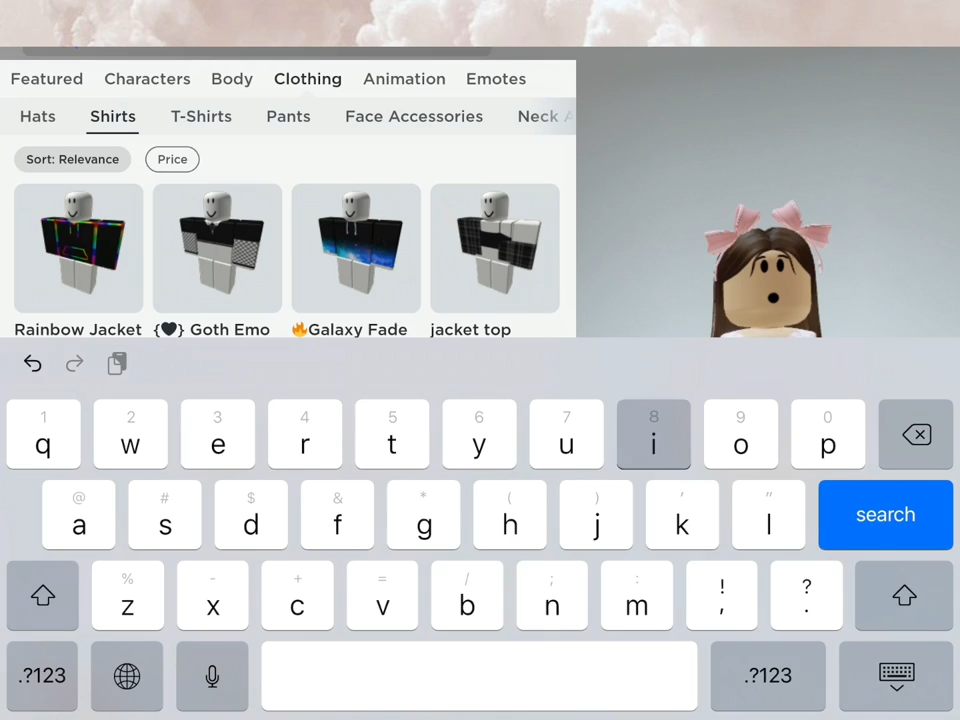 Featured Characters Body Clothing Animation Emotes
Hats Shirts T-Shirts Pants Face Accessories Neck A
Sort: Relevance Price
Rainbow Jacket {🖤} Goth Emo 🔥Galaxy Fade jacket top
1 2 3 4 5 6 7 8 9 0
q w e r t y u i o p
@ # $ & * ( ) ' "
a s d f g h j k l search
% - + = / ; : ! ?
z x c v b n m , .
.?123 .?123